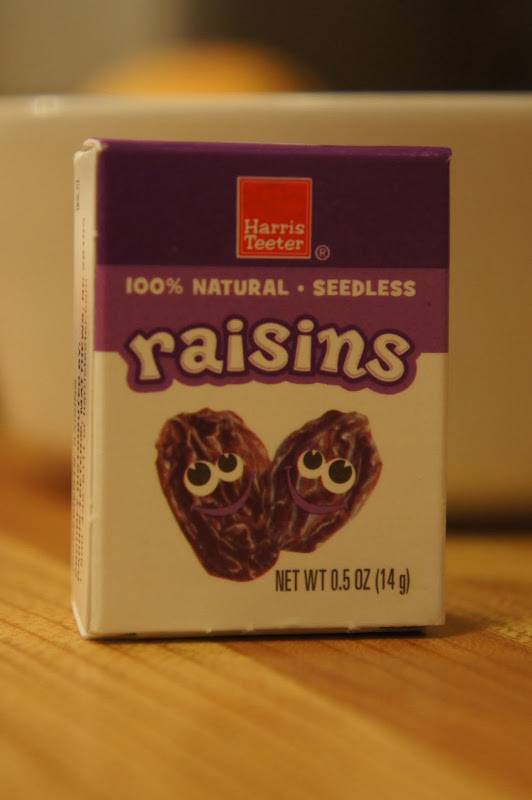 Harris
Teeter ®
100% NATURAL • SEEDLESS
raisins
NET WT 0.5 OZ (14 g)